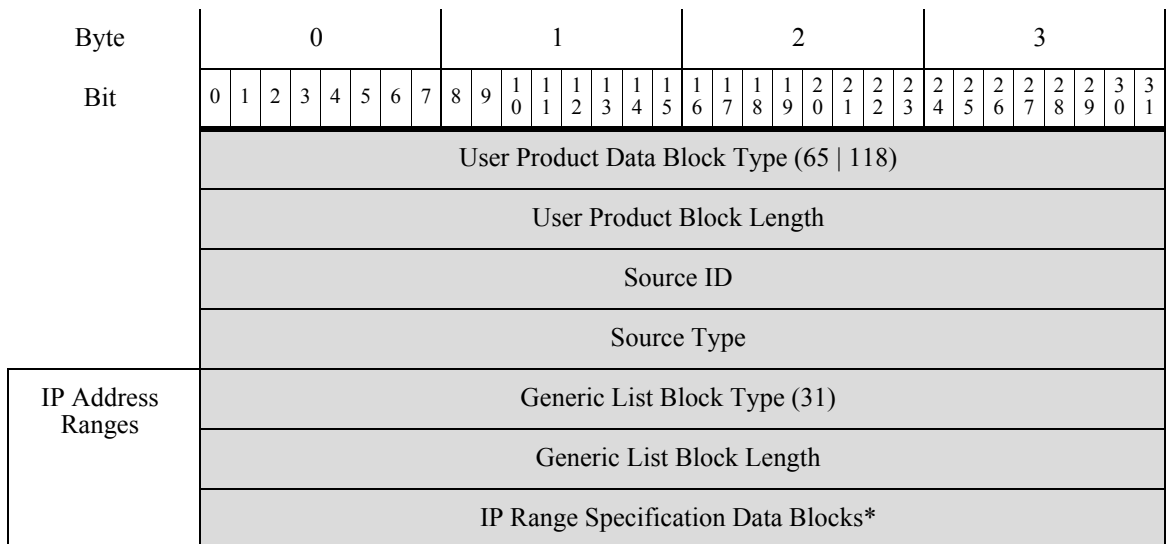 Byte 0 1 2 3
Bit 0 1 2 3 4 5 6 7 8 9 10 11 12 13 14 15 16 17 18 19 20 21 22 23 24 25 26 27 28 29 30 31
User Product Data Block Type (65 | 118)
User Product Block Length
Source ID
Source Type
IP Address
Ranges
Generic List Block Type (31)
Generic List Block Length
IP Range Specification Data Blocks*